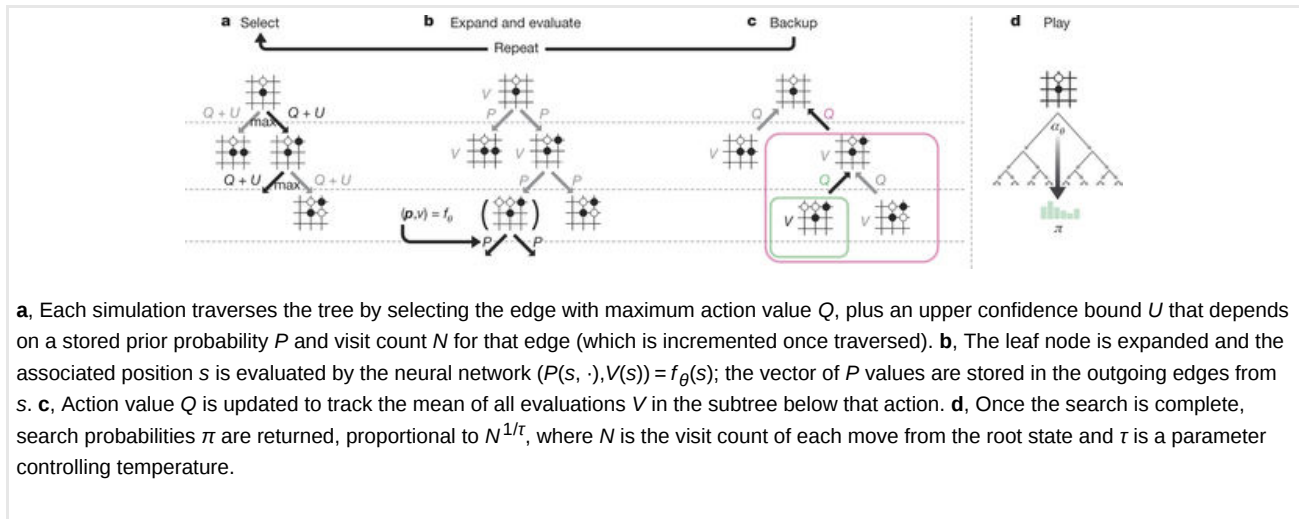 a Select b Expand and evaluate c Backup d Play
Repeat
V
P P
Q Q
Q + U Q + U
max
V V
V V
Q + U Q + U
max
P P
Q Q
α_θ
(p,v) = f_θ ( )
V V
P P
π
a, Each simulation traverses the tree by selecting the edge with maximum action value Q, plus an upper confidence bound U that depends
on a stored prior probability P and visit count N for that edge (which is incremented once traversed). b, The leaf node is expanded and the
associated position s is evaluated by the neural network (P(s, ·),V(s)) = f_θ(s); the vector of P values are stored in the outgoing edges from
s. c, Action value Q is updated to track the mean of all evaluations V in the subtree below that action. d, Once the search is complete,
search probabilities π are returned, proportional to N^{1/τ}, where N is the visit count of each move from the root state and τ is a parameter
controlling temperature.